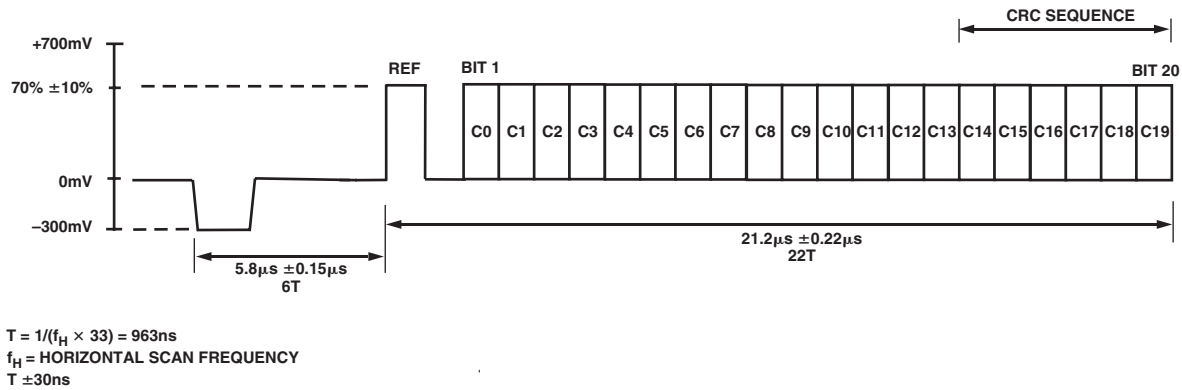 CRC SEQUENCE
+700mV
REF
BIT 1
BIT 20
70% ±10%
C0 C1 C2 C3 C4 C5 C6 C7 C8 C9 C10 C11 C12 C13 C14 C15 C16 C17 C18 C19
0mV
–300mV
21.2μs ±0.22μs
22T
5.8μs ±0.15μs
6T
T = 1/(fH × 33) = 963ns
fH = HORIZONTAL SCAN FREQUENCY
T ±30ns